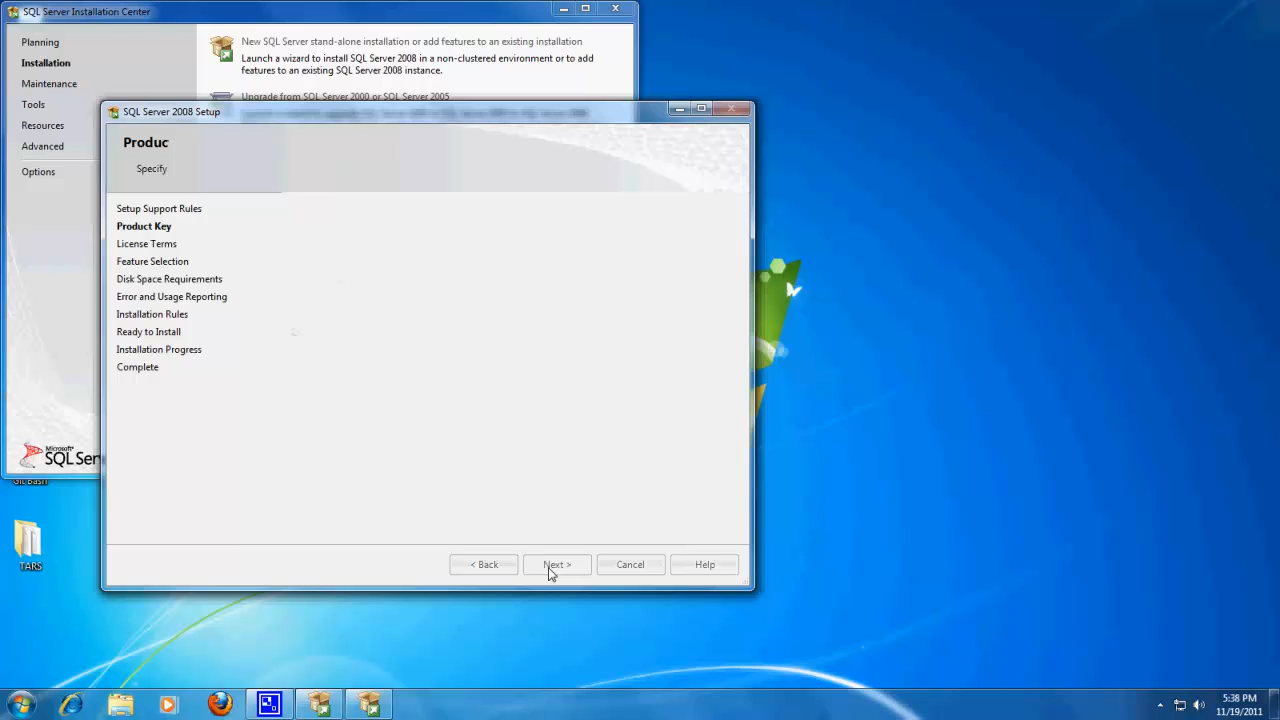 SQL Server Installation Center
Planning
Installation
Maintenance
Tools
Resources
Advanced
Options
New SQL Server stand-alone installation or add features to an existing installation
Launch a wizard to install SQL Server 2008 in a non-clustered environment or to add
features to an existing SQL Server 2008 instance.
Upgrade from SQL Server 2000 or SQL Server 2005
Microsoft
SQL Ser
SQL Server 2008 Setup
Produc
Specify
Setup Support Rules
Product Key
License Terms
Feature Selection
Disk Space Requirements
Error and Usage Reporting
Installation Rules
Ready to Install
Installation Progress
Complete
< Back
Next >
Cancel
Help
Git Bash
TARS
5:38 PM
11/19/2011